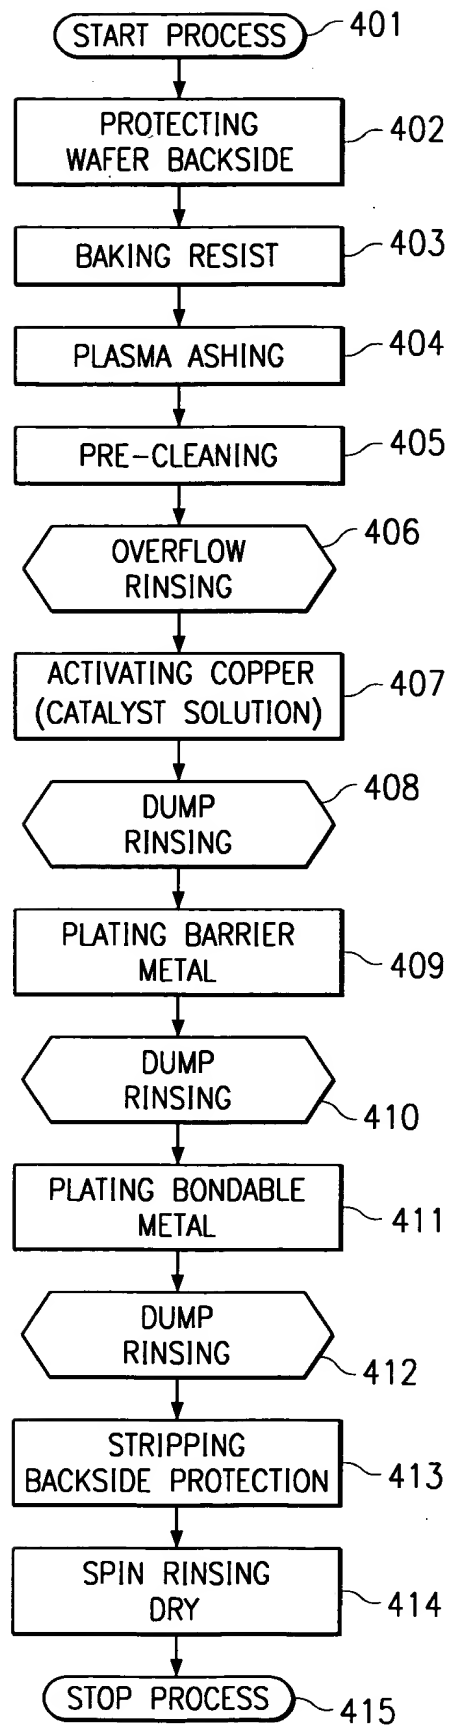 START PROCESS 401
PROTECTING
WAFER BACKSIDE 402
BAKING RESIST 403
PLASMA ASHING 404
PRE-CLEANING 405
OVERFLOW
RINSING 406
ACTIVATING COPPER
(CATALYST SOLUTION) 407
DUMP
RINSING 408
PLATING BARRIER
METAL 409
DUMP
RINSING 410
PLATING BONDABLE
METAL 411
DUMP
RINSING 412
STRIPPING
BACKSIDE PROTECTION 413
SPIN RINSING
DRY 414
STOP PROCESS 415